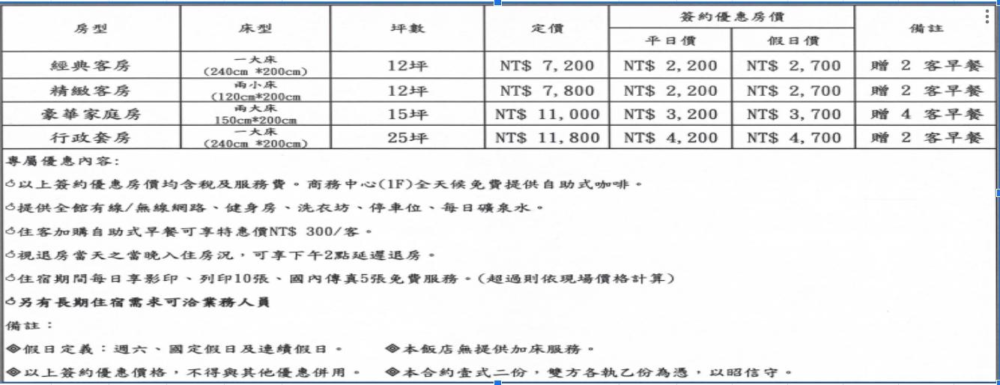 房型 床型 坪數 定價 簽約優惠房價 備註
平日價 假日價
經典客房 一大床 (240cm *200cm) 12坪 NT$ 7,200 NT$ 2,200 NT$ 2,700 贈 2 客早餐
精緻客房 兩小床 (120cm*200cm 12坪 NT$ 7,800 NT$ 2,200 NT$ 2,700 贈 2 客早餐
豪華家庭房 兩大床 150cm*200cm 15坪 NT$ 11,000 NT$ 3,200 NT$ 3,700 贈 4 客早餐
行政套房 一大床 (240cm *200cm) 25坪 NT$ 11,800 NT$ 4,200 NT$ 4,700 贈 2 客早餐
專屬優惠內容:
以上簽約優惠房價均含稅及服務費。商務中心(1F)全天候免費提供自助式咖啡。
提供全館有線/無線網路、健身房、洗衣坊、停車位、每日礦泉水。
住客加購自助式早餐可享特惠價NT$ 300/客。
視退房當天之當晚入住房況，可享下午2點延遲退房。
住宿期間每日享影印、列印10張、國內傳真5張免費服務。(超過則依現場價格計算)
另有長期住宿需求可洽業務人員
備註：
◈假日定義：週六、國定假日及連續假日。 ◈本飯店無提供加床服務。
◈以上簽約優惠價格，不得與其他優惠併用。 ◈本合約壹式二份，雙方各執乙份為憑，以昭信守。